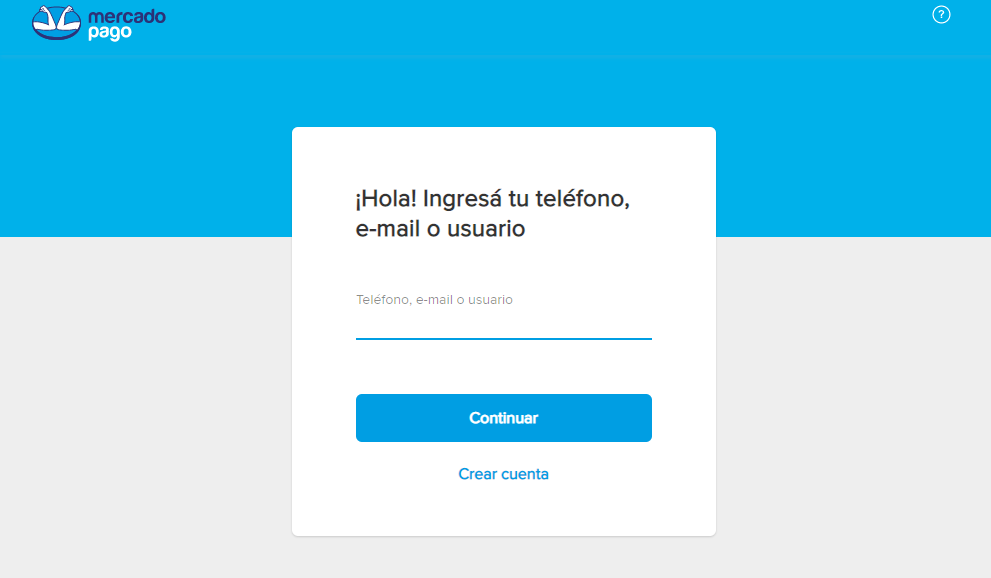 mercado
pago
?
¡Hola! Ingresá tu teléfono,
e-mail o usuario
Teléfono, e-mail o usuario
Continuar
Crear cuenta